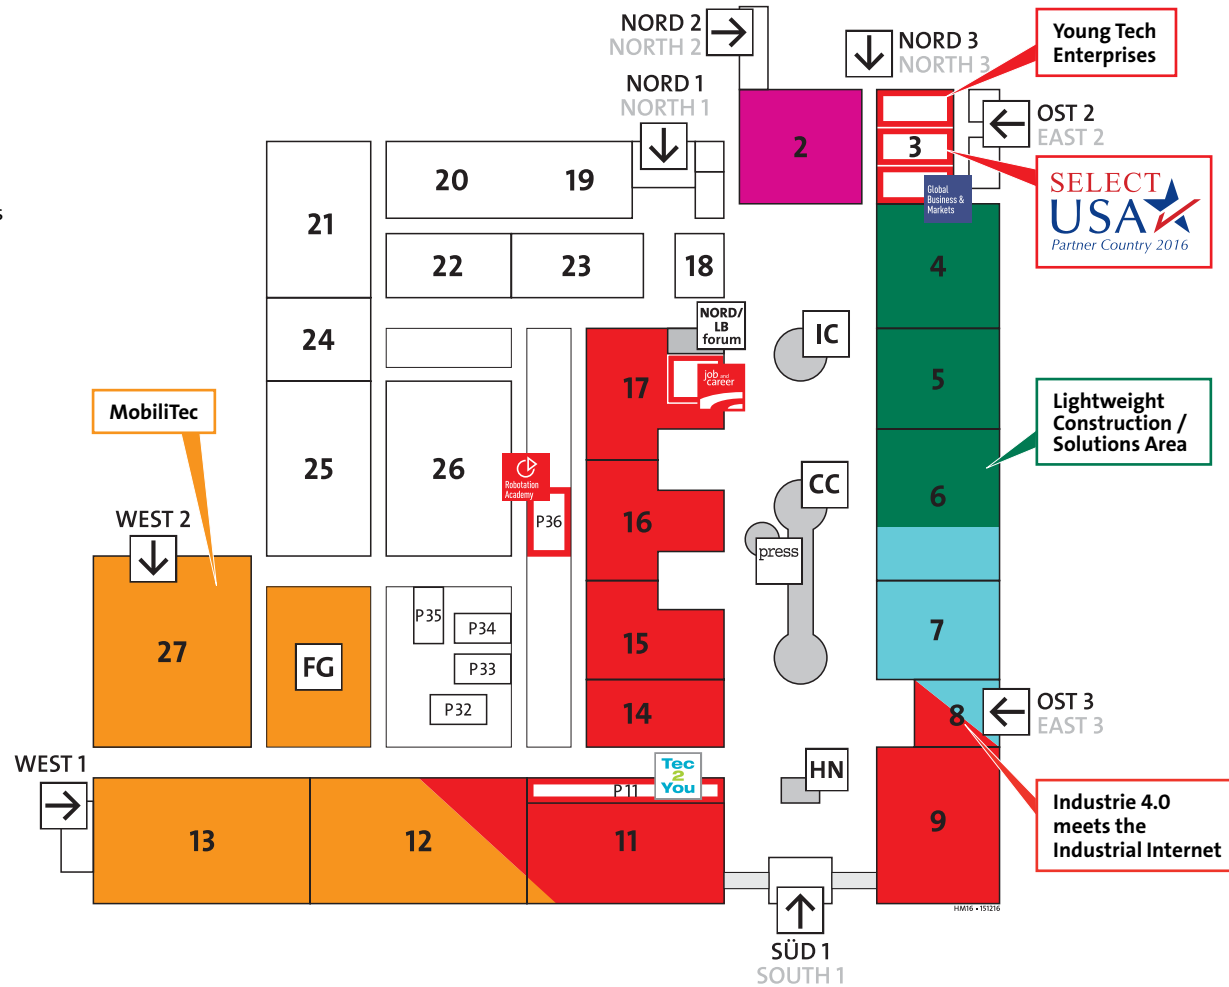 NORD 2
NORTH 2
NORD 3
NORTH 3
Young Tech
Enterprises
NORD 1
NORTH 1
OST 2
EAST 2
2
3
20
19
21
Global
Business &
Markets
SELECT
USA
Partner Country 2016
s
22
23
18
4
24
NORD/
LB
forum
IC
17
job and
career
5
MobiliTec
Lightweight
Construction /
Solutions Area
25
26
Robotation
Academy
P36
16
CC
6
WEST 2
press
27
FG
P35
P34
P33
P32
15
7
14
8
OST 3
EAST 3
WEST 1
Tec
2
You
HN
P 11
13
12
11
9
Industrie 4.0
meets the
Industrial Internet
HM16 • 151216
SÜD 1
SOUTH 1